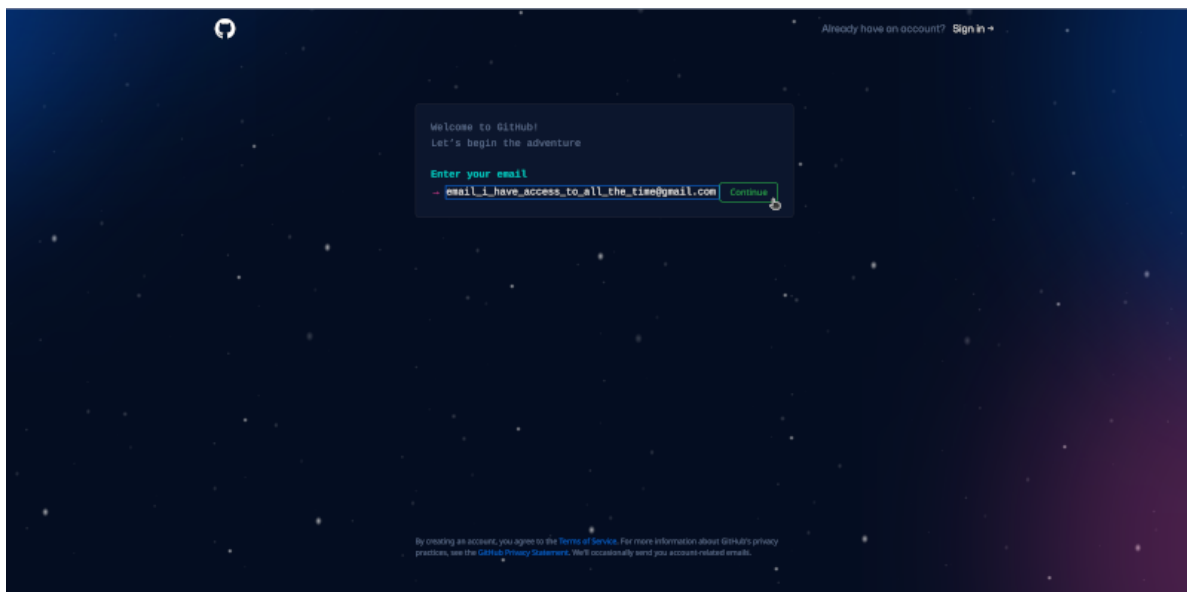 Already have an account? Sign in →
Welcome to GitHub!
Let's begin the adventure
Enter your email
→ email_i_have_access_to_all_the_time@gmail.com Continue
By creating an account, you agree to the Terms of Service. For more information about GitHub's privacy
practices, see the GitHub Privacy Statement. We'll occasionally send you account-related emails.